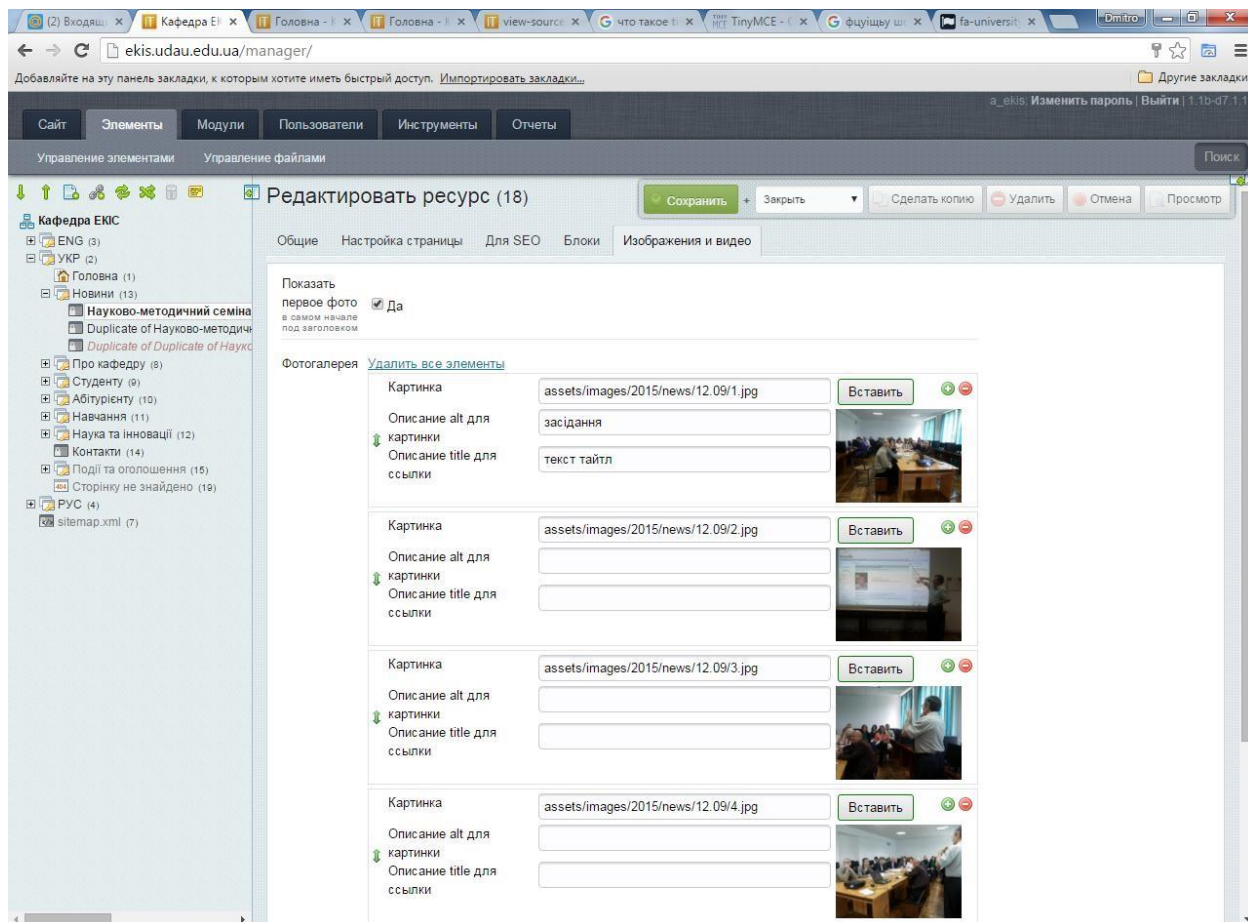 (2) Входящ
Кафедра ЕК
Головна -
Головна -
view-source
что такое ti
TinyMCE - (
фцуищьу ш
fa-universit
Dmitro
ekis.udau.edu.ua/manager/
Добавляйте на эту панель закладки, к которым хотите иметь быстрый доступ. Импортировать закладки...
Другие закладки
a_ekis: Изменить пароль | Выйти | 1.1b-d7.1.1
Сайт Элементы Модули Пользователи Инструменты Отчеты
Управление элементами Управление файлами
Поиск
Кафедра ЕКІС
ENG (3)
УКР (2)
Головна (1)
Новини (13)
Науково-методичний семіна
Duplicate of Науково-методичн
Duplicate of Duplicate of Науко
Про кафедру (8)
Студенту (9)
Абітурієнту (10)
Навчання (11)
Наука та інновації (12)
Контакти (14)
Події та оголошення (15)
Сторінку не знайдено (19)
РУС (4)
sitemap.xml (7)
Редактировать ресурс (18)
Сохранить + Закрыть Сделать копию Удалить Отмена Просмотр
Общие Настройка страницы Для SEO Блоки Изображения и видео
Показать
первое фото
в самом начале
под заголовком
Да
Фотогалерея Удалить все элементы
Картинка assets/images/2015/news/12.09/1.jpg Вставить
Описание alt для
картинки
засідання
Описание title для
ссылки
текст тайтл
Картинка assets/images/2015/news/12.09/2.jpg Вставить
Описание alt для
картинки
Описание title для
ссылки
Картинка assets/images/2015/news/12.09/3.jpg Вставить
Описание alt для
картинки
Описание title для
ссылки
Картинка assets/images/2015/news/12.09/4.jpg Вставить
Описание alt для
картинки
Описание title для
ссылки